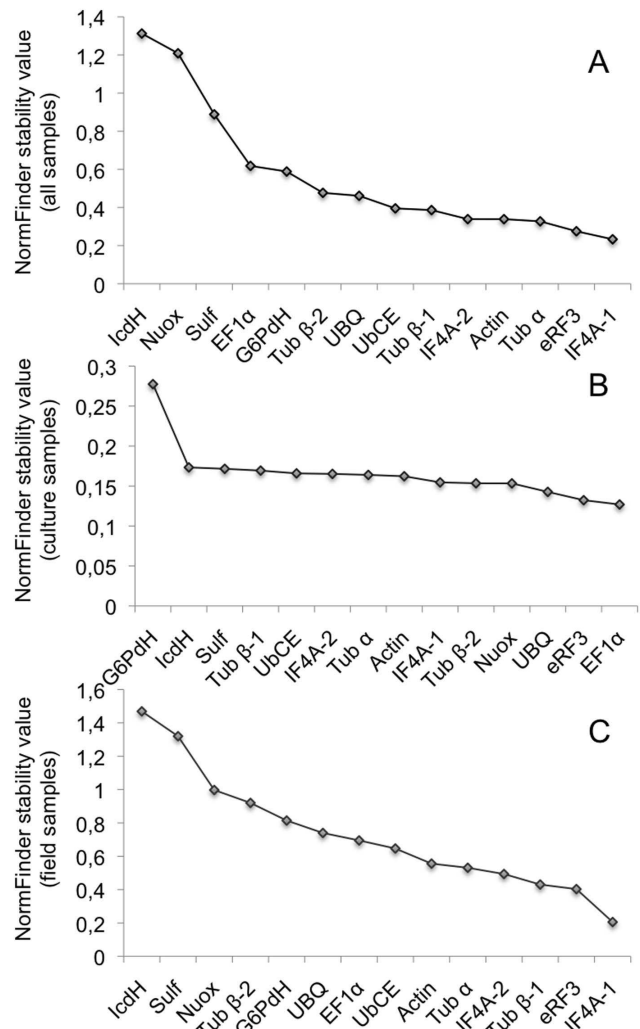 NormFinder stability value
(all samples)
1,4
1,2
1
0,8
0,6
0,4
0,2
0
A
IcdH Nuox Sulf EF1α G6PdH Tub β-2 UBQ UbCE Tub β-1 IF4A-2 Actin Tub α eRF3 IF4A-1
NormFinder stability value
(culture samples)
0,3
0,25
0,2
0,15
0,1
0,05
0
B
G6PdH IcdH Sulf Tub β-1 UbCE IF4A-2 Tub α Actin IF4A-1 Tub β-2 Nuox UBQ eRF3 EF1α
NormFinder stability value
(field samples)
1,6
1,4
1,2
1
0,8
0,6
0,4
0,2
0
C
IcdH Sulf Nuox Tub β-2 G6PdH UBQ EF1α UbCE Actin Tub α IF4A-2 Tub β-1 eRF3 IF4A-1